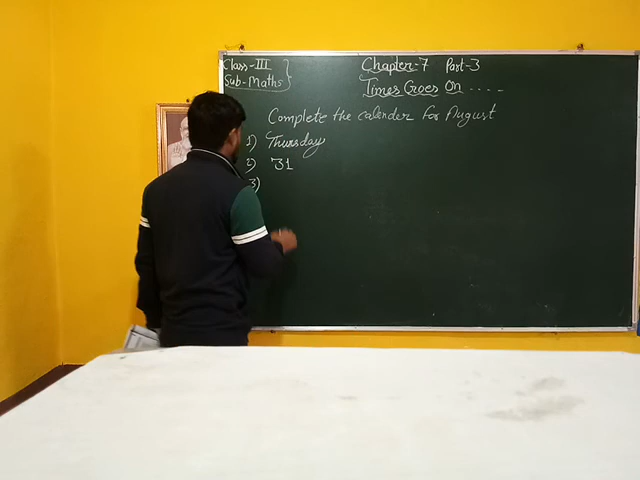 Class-III
Sub-Maths
Chapter-7 Part-3
Times Goes On ....
Complete the calender for August
1) Thursday
2) 31
3)